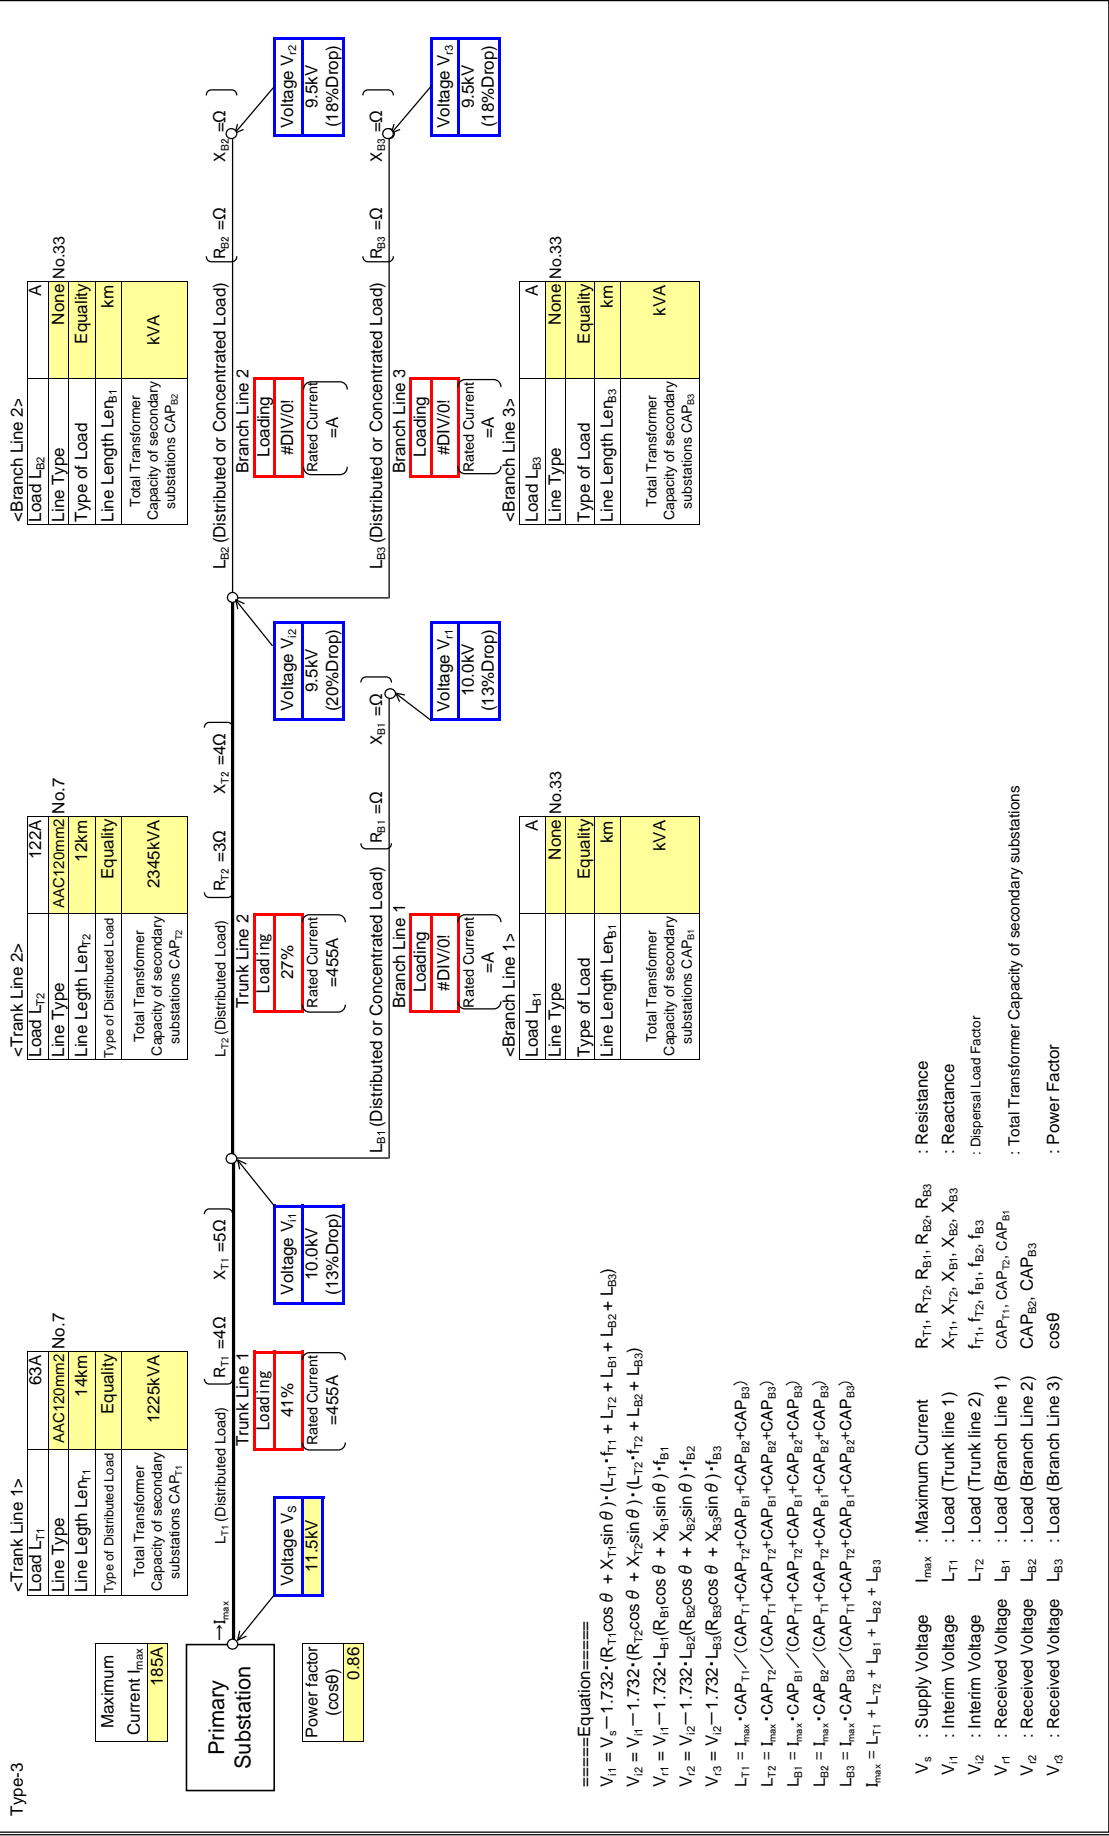 Type-3
Maximum
Current Imax
185A
Primary
Substation
→Imax
Power factor
(cosθ)
0.86
Voltage VS
11.5kV
<Trank Line 1>
Load LT1 63A
Line Type AAC120mm2 No.7
Line Length LenT1 14km
Type of Distributed Load Equality
Total Transformer
Capacity of secondary
substations CAPT1
1225kVA
LT1 (Distributed Load) RT1 =4Ω XT1 =5Ω
Trunk Line 1
Loading
41%
Rated Current
=455A
Voltage Vi1
10.0kV
(13%Drop)
<Trank Line 2>
Load LT2 122A
Line Type AAC120mm2 No.7
Line Legth LenT2 12km
Type of Distributed Load Equality
Total Transformer
Capacity of secondary
substations CAPT2
2345kVA
LT2 (Distributed Load) RT2 =3Ω XT2 =4Ω
Trunk Line 2
Loading
27%
Rated Current
=455A
Voltage Vi2
9.5kV
(20%Drop)
LB1 (Distributed or Concentrated Load) RB1 =Ω XB1 =Ω
Branch Line 1
Loading
#DIV/0!
Rated Current
=A
Voltage Vr1
10.0kV
(13%Drop)
<Branch Line 1>
Load LB1 A
Line Type None No.33
Type of Load Equality
Line Length LenB1 km
Total Transformer
Capacity of secondary
substations CAPB1
kVA
<Branch Line 2>
Load LB2 A
Line Type None No.33
Type of Load Equality
Line Length LenB1 km
Total Transformer
Capacity of secondary
substations CAPB2
kVA
LB2 (Distributed or Concentrated Load) RB2 =Ω XB2 =Ω
Branch Line 2
Loading
#DIV/0!
Rated Current
=A
Voltage Vr2
9.5kV
(18%Drop)
LB3 (Distributed or Concentrated Load) RB3 =Ω XB3 =Ω
Branch Line 3
Loading
#DIV/0!
Rated Current
=A
Voltage Vr3
9.5kV
(18%Drop)
<Branch Line 3>
Load LB3 A
Line Type None No.33
Type of Load Equality
Line Length LenB3 km
Total Transformer
Capacity of secondary
substations CAPB3
kVA
=====Equation=====
Vi1 = Vs－1.732・(RT1cos θ + XT1sin θ)・(LT1・fT1 + LT2 + LB1 + LB2 + LB3)
Vi2 = Vi1－1.732・(RT2cos θ + XT2sin θ)・(LT2・fT2 + LB2 + LB3)
Vr1 = Vi1－1.732・LB1(RB1cos θ + XB1sin θ)・fB1
Vr2 = Vi2－1.732・LB2(RB2cos θ + XB2sin θ)・fB2
Vr3 = Vi2－1.732・LB3(RB3cos θ + XB3sin θ)・fB3
LT1 = Imax・CAPT1／(CAPT1+CAPT2+CAPB1+CAPB2+CAPB3)
LT2 = Imax・CAPT2／(CAPT1+CAPT2+CAPB1+CAPB2+CAPB3)
LB1 = Imax・CAPB1／(CAPT1+CAPT2+CAPB1+CAPB2+CAPB3)
LB2 = Imax・CAPB2／(CAPT1+CAPT2+CAPB1+CAPB2+CAPB3)
LB3 = Imax・CAPB3／(CAPT1+CAPT2+CAPB1+CAPB2+CAPB3)
Imax = LT1 + LT2 + LB1 + LB2 + LB3
Vs : Supply Voltage Imax : Maximum Current RT1, RT2, RB1, RB2, RB3 : Resistance
Vi1 : Interim Voltage LT1 : Load (Trunk line 1) XT1, XT2, XB1, XB2, XB3 : Reactance
Vi2 : Interim Voltage LT2 : Load (Trunk line 2) fT1, fT2, fB1, fB2, fB3 : Dispersal Load Factor
Vr1 : Received Voltage LB1 : Load (Branch Line 1) CAPT1, CAPT2, CAPB1 : Total Transformer Capacity of secondary substations
Vr2 : Received Voltage LB2 : Load (Branch Line 2) CAPB2, CAPB3
Vr3 : Received Voltage LB3 : Load (Branch Line 3) cosθ : Power Factor